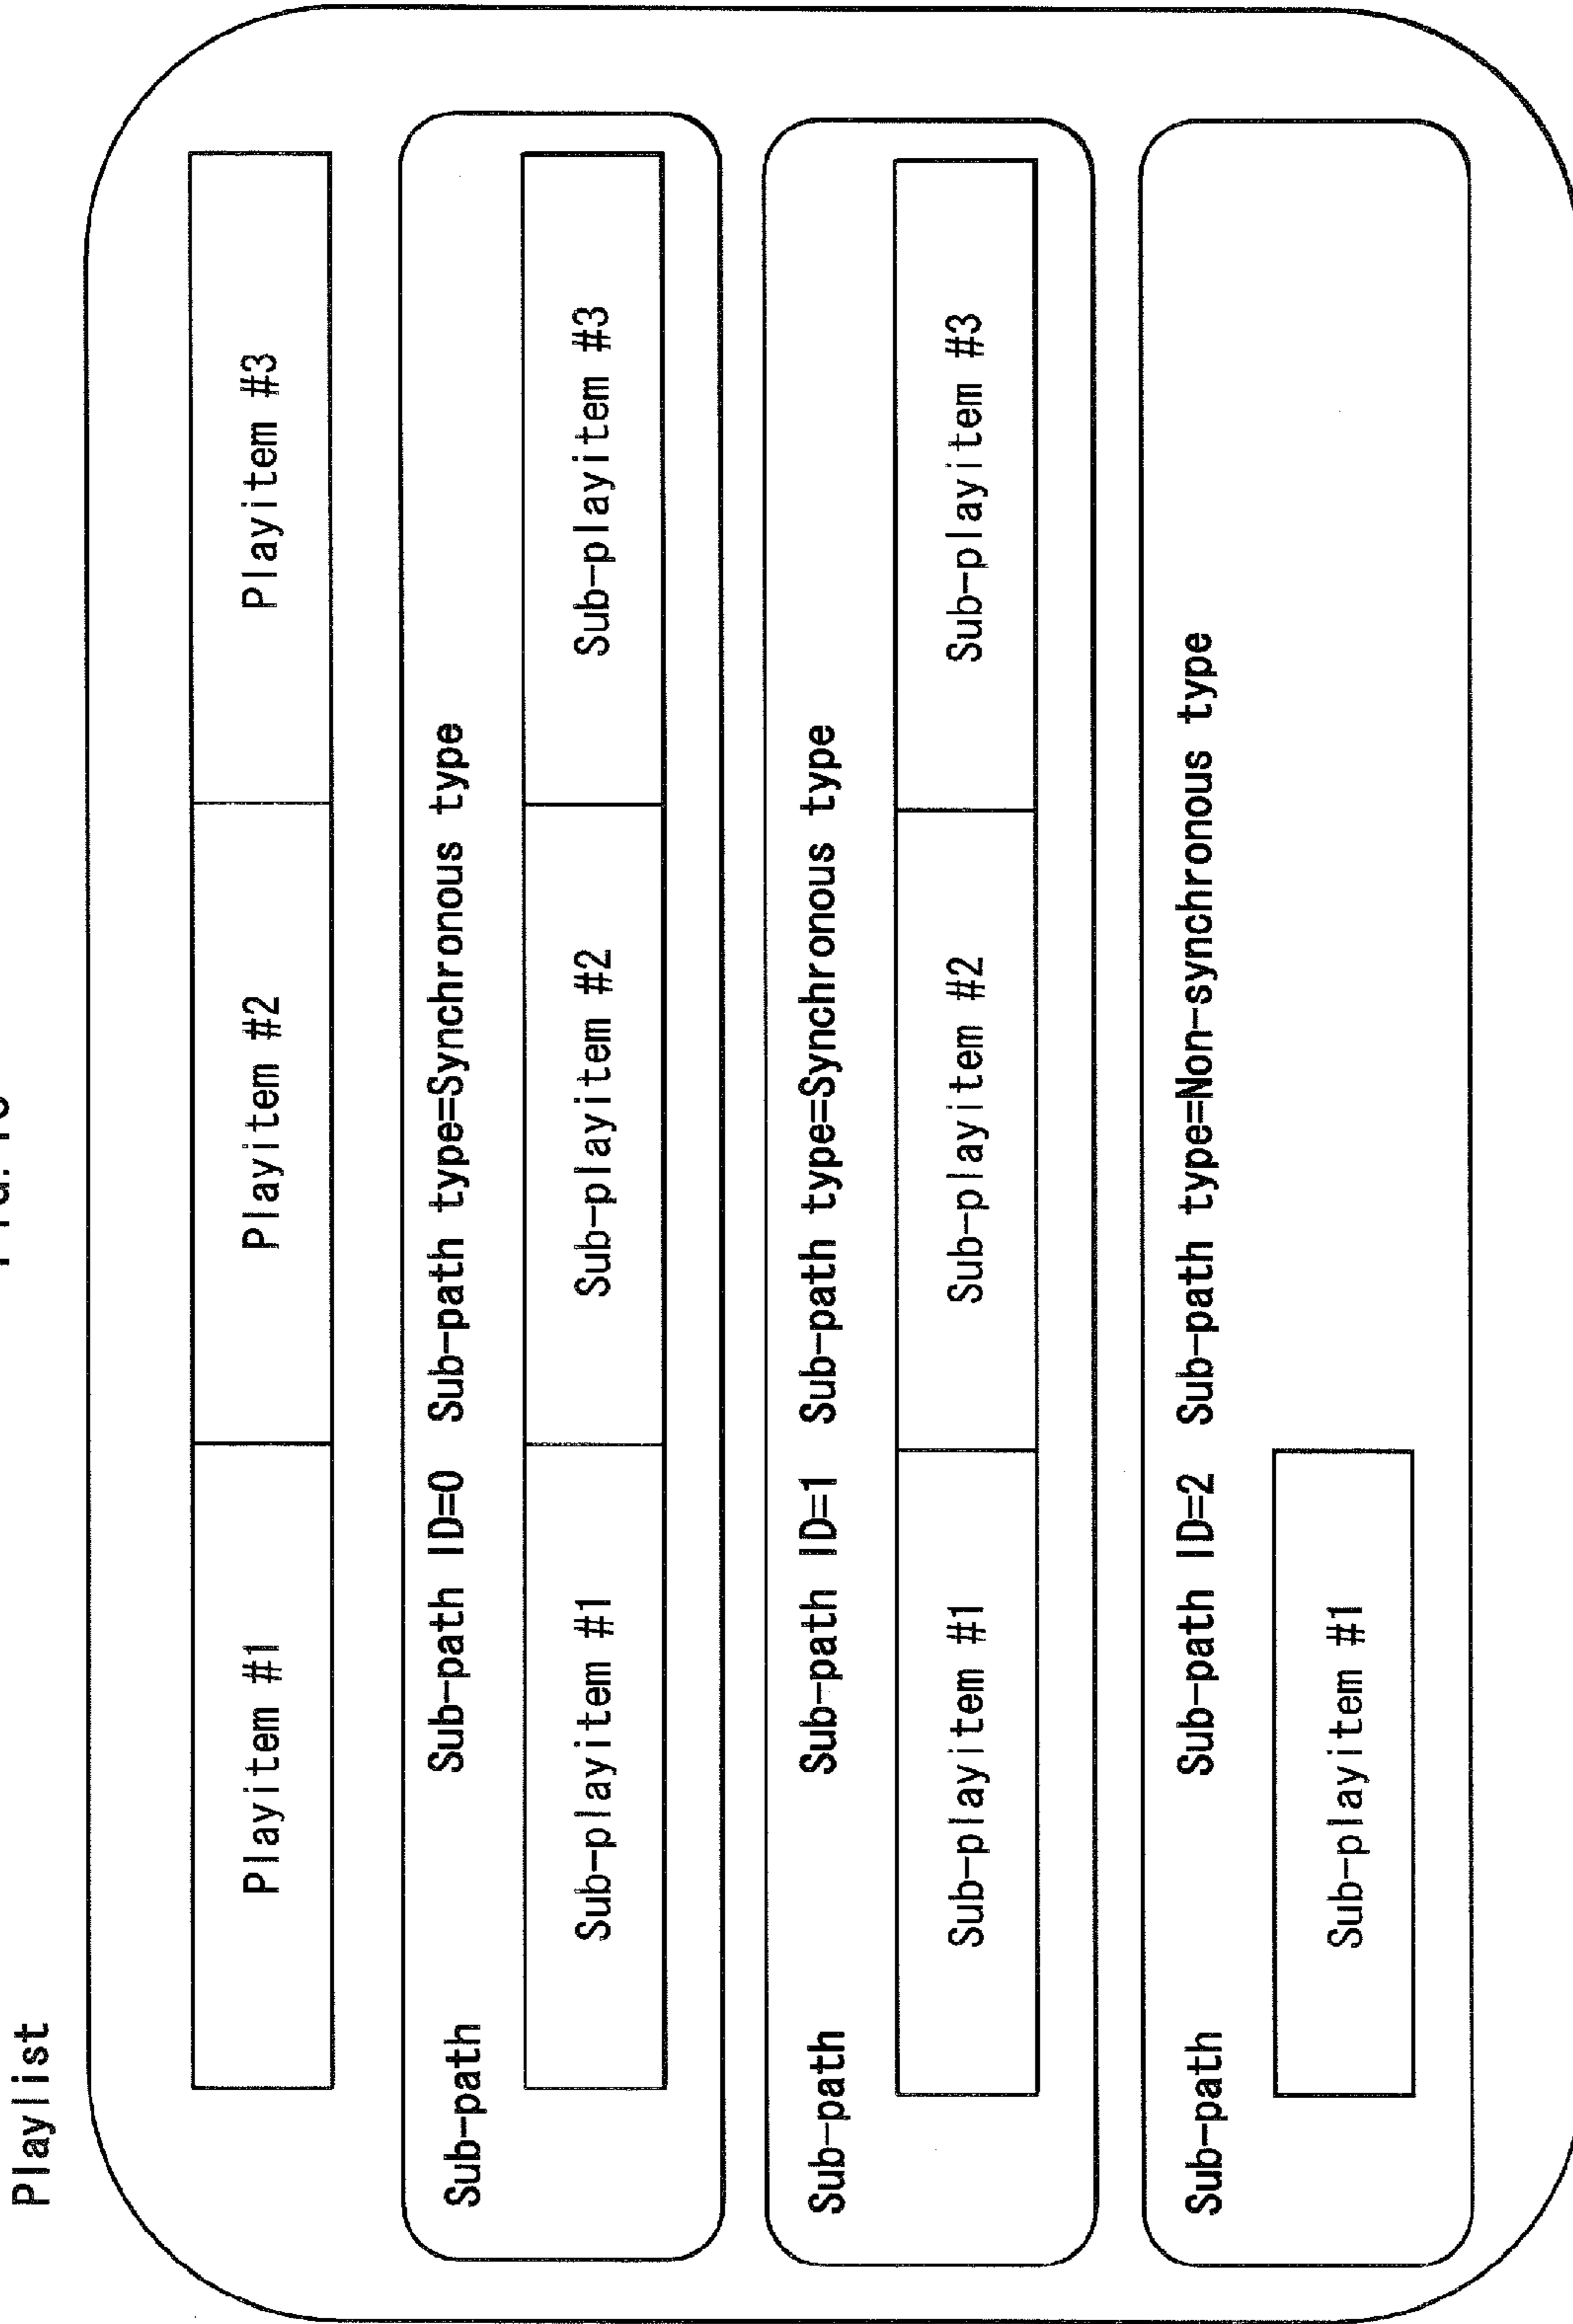 Playlist
Playitem #1 Playitem #2 Playitem #3
Sub-path Sub-path ID=0 Sub-path type=Synchronous type
Sub-playitem #1 Sub-playitem #2 Sub-playitem #3
Sub-path Sub-path ID=1 Sub-path type=Synchronous type
Sub-playitem #1 Sub-playitem #2 Sub-playitem #3
Sub-path Sub-path ID=2 Sub-path type=Non-synchronous type
Sub-playitem #1